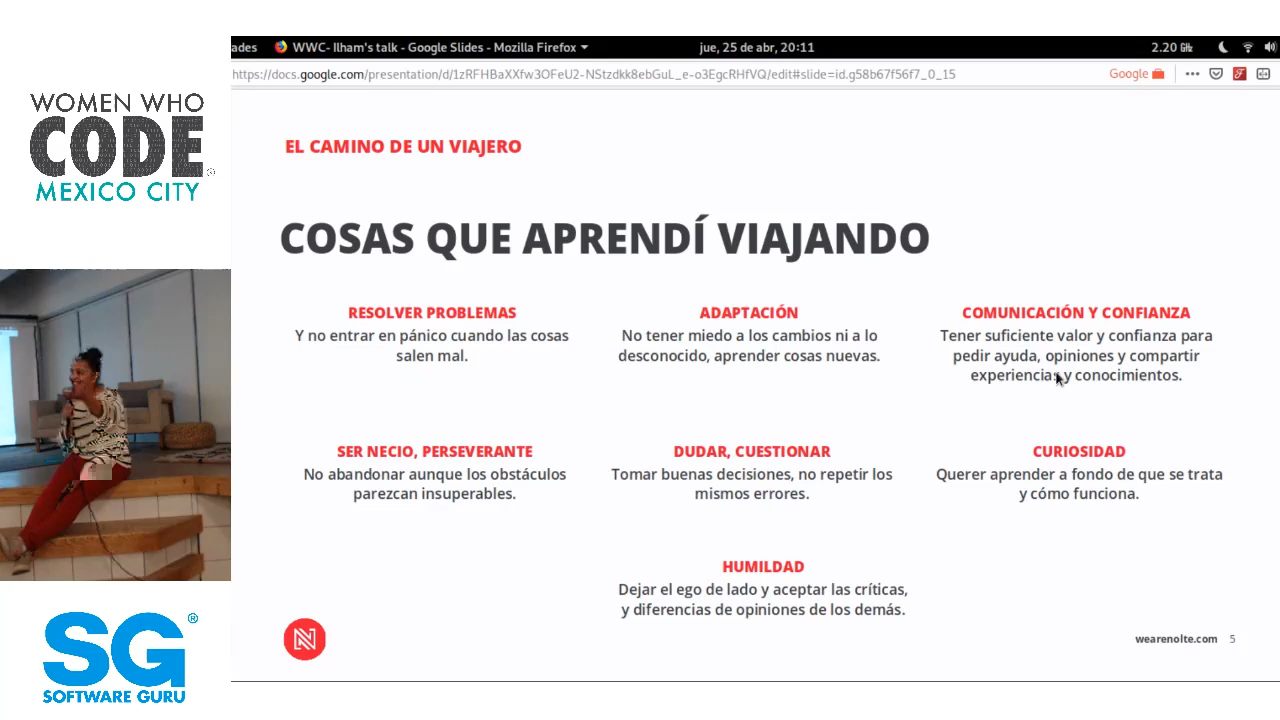 ades
WWC- Ilham's talk - Google Slides - Mozilla Firefox
jue, 25 de abr, 20:11
2.20 GHz
https://docs.google.com/presentation/d/1zRFHBaXXfw3OFeU2-NStzdkk8ebGuL_e-o3EgcRHfVQ/edit#slide=id.g58b67f56f7_0_15
Google
WOMEN WHO
CODE
MEXICO CITY
EL CAMINO DE UN VIAJERO
COSAS QUE APRENDÍ VIAJANDO
RESOLVER PROBLEMAS
Y no entrar en pánico cuando las cosas
salen mal.
ADAPTACIÓN
No tener miedo a los cambios ni a lo
desconocido, aprender cosas nuevas.
COMUNICACIÓN Y CONFIANZA
Tener suficiente valor y confianza para
pedir ayuda, opiniones y compartir
experiencias y conocimientos.
SER NECIO, PERSEVERANTE
No abandonar aunque los obstáculos
parezcan insuperables.
DUDAR, CUESTIONAR
Tomar buenas decisiones, no repetir los
mismos errores.
CURIOSIDAD
Querer aprender a fondo de que se trata
y cómo funciona.
HUMILDAD
Dejar el ego de lado y aceptar las críticas,
y diferencias de opiniones de los demás.
wearenolte.com 5
SG®
SOFTWARE GURU